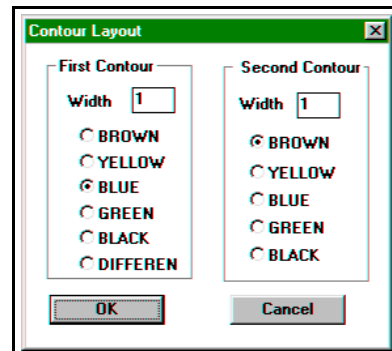 Contour Layout
First Contour
Width 1
BROWN
YELLOW
BLUE
GREEN
BLACK
DIFFEREN
Second Contour
Width 1
BROWN
YELLOW
BLUE
GREEN
BLACK
OK
Cancel